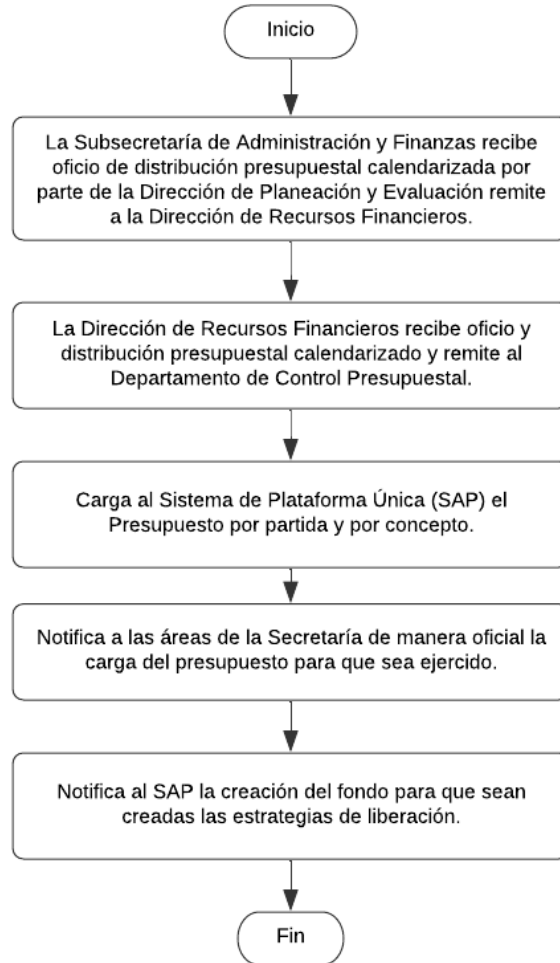 Inicio
La Subsecretaría de Administración y Finanzas recibe
oficio de distribución presupuestal calendarizada por
parte de la Dirección de Planeación y Evaluación remite
a la Dirección de Recursos Financieros.
La Dirección de Recursos Financieros recibe oficio y
distribución presupuestal calendarizado y remite al
Departamento de Control Presupuestal.
Carga al Sistema de Plataforma Única (SAP) el
Presupuesto por partida y por concepto.
Notifica a las áreas de la Secretaría de manera oficial la
carga del presupuesto para que sea ejercido.
Notifica al SAP la creación del fondo para que sean
creadas las estrategias de liberación.
Fin